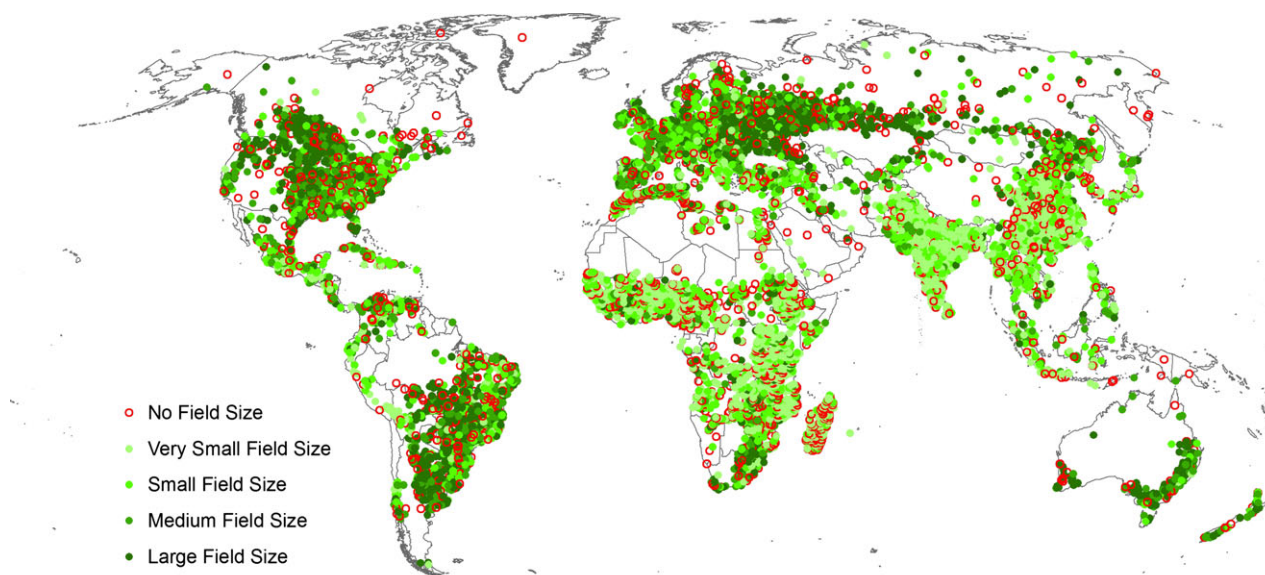 No Field Size
Very Small Field Size
Small Field Size
Medium Field Size
Large Field Size